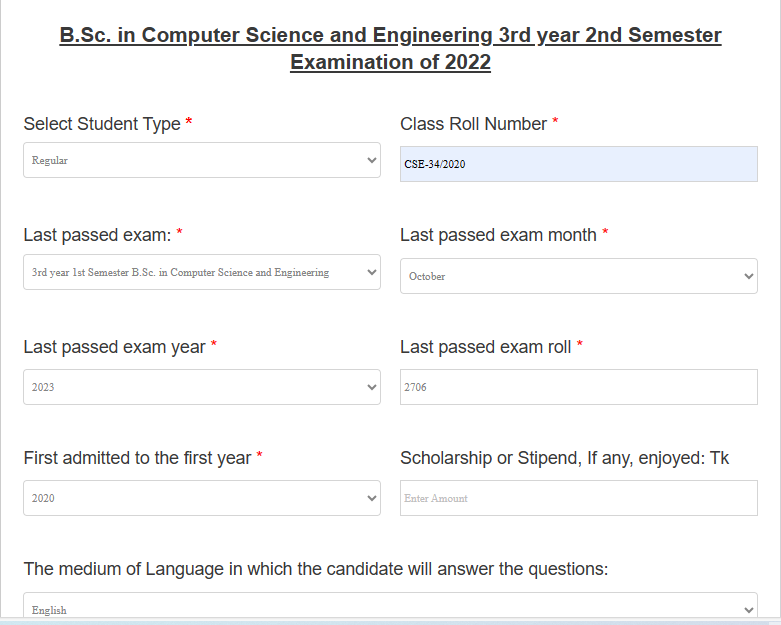 B.Sc. in Computer Science and Engineering 3rd year 2nd Semester
Examination of 2022
Select Student Type *
Class Roll Number *
Regular
CSE-34/2020
Last passed exam: *
Last passed exam month *
3rd year 1st Semester B.Sc. in Computer Science and Engineering
October
Last passed exam year *
Last passed exam roll *
2023
2706
First admitted to the first year *
Scholarship or Stipend, If any, enjoyed: Tk
2020
Enter Amount
The medium of Language in which the candidate will answer the questions:
English